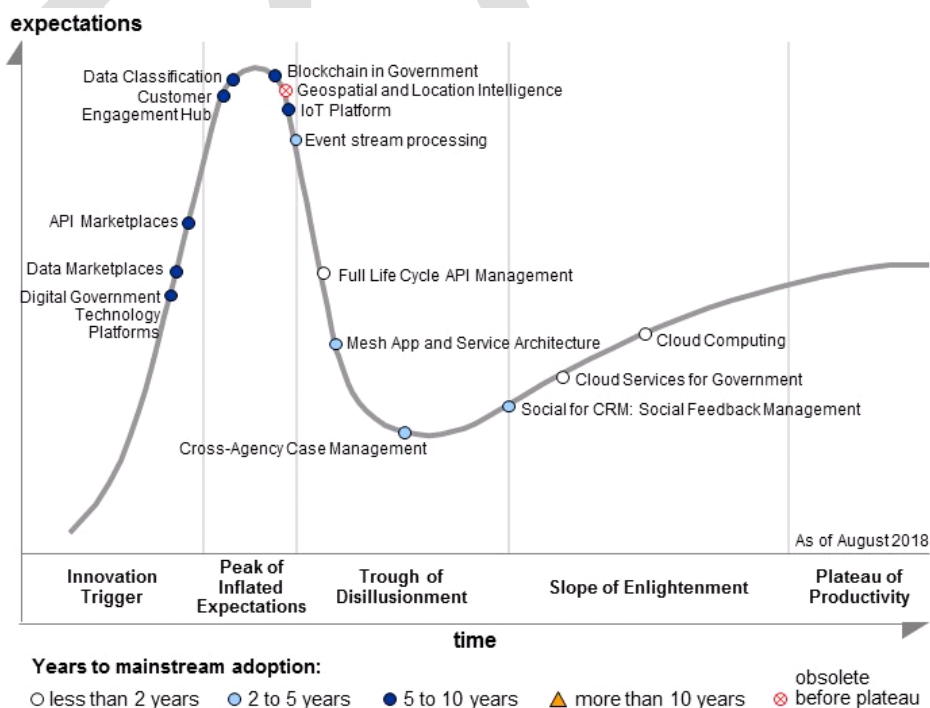 expectations
Data Classification
Customer
Engagement Hub
Blockchain in Government
Geospatial and Location Intelligence
IoT Platform
Event stream processing
API Marketplaces
Data Marketplaces
Digital Government
Technology
Platforms
Full Life Cycle API Management
Mesh App and Service Architecture
Cross-Agency Case Management
Cloud Computing
Cloud Services for Government
Social for CRM: Social Feedback Management
As of August 2018
Innovation
Trigger
Peak of
Inflated
Expectations
Trough of
Disillusionment
Slope of Enlightenment
Plateau of
Productivity
time
Years to mainstream adoption:
less than 2 years
2 to 5 years
5 to 10 years
more than 10 years
obsolete
before plateau